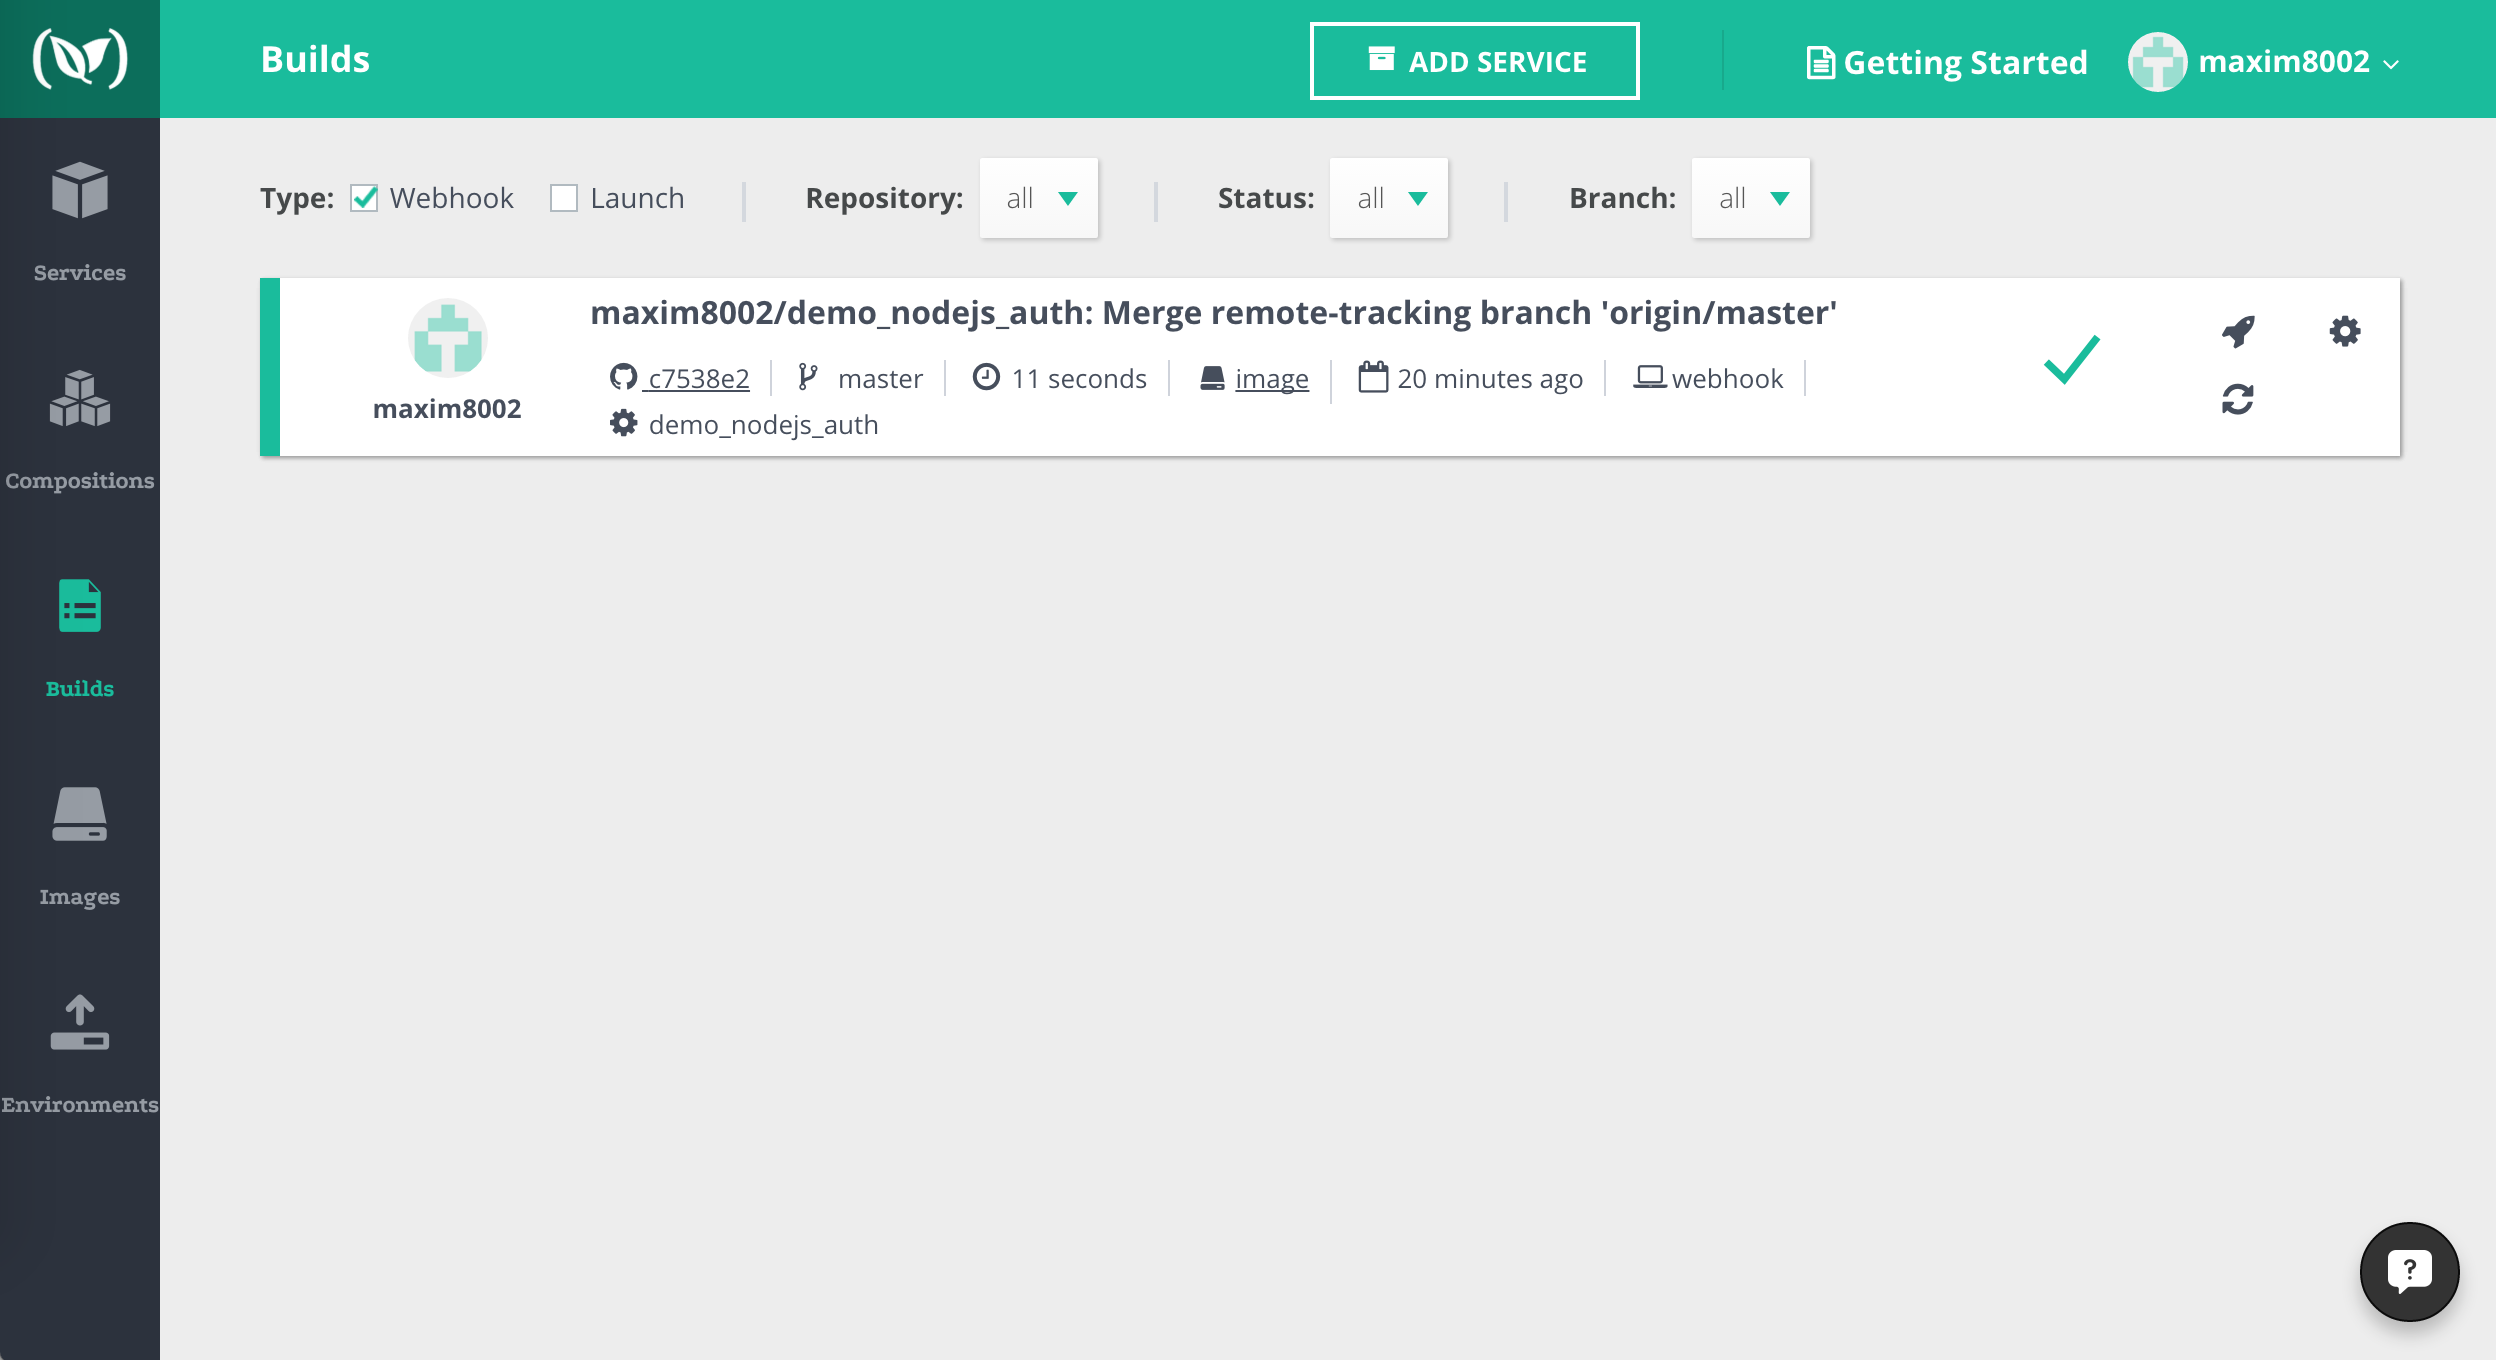 Builds
ADD SERVICE
Getting Started
maxim8002
Services
Compositions
Builds
Images
Environments
Type: Webhook Launch Repository: all Status: all Branch: all
maxim8002
maxim8002/demo_nodejs_auth: Merge remote-tracking branch 'origin/master'
c7538e2 master 11 seconds image 20 minutes ago webhook
demo_nodejs_auth
?